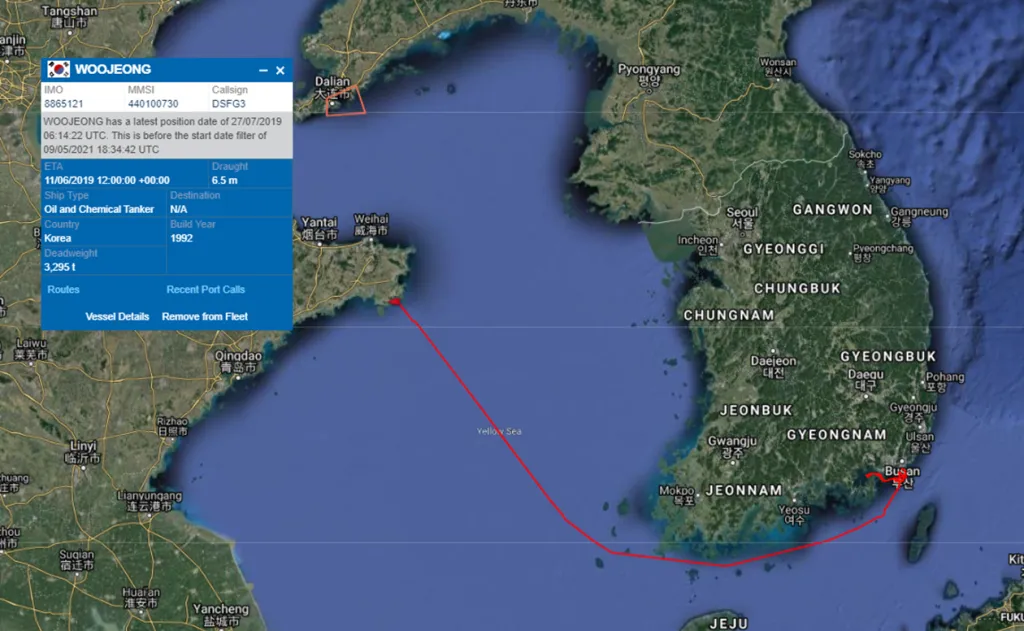 Tangshan
唐山市
WOOJEONG
IMO MMSI Callsign
8865121 440100730 DSFG3
WOOJEONG has a latest position date of 27/07/2019
06:14:22 UTC. This is before the start date filter of
09/05/2021 18:34:42 UTC
ETA Draught
11/06/2019 12:00:00 +00:00 6.5 m
Ship Type Destination
Oil and Chemical Tanker N/A
Country Build Year
Korea 1992
Deadweight
3,295 t
Routes Recent Port Calls
Vessel Details Remove from Fleet
Dalian
大连市
Pyongyang
평양
Wonsan
원산시
Sokcho
속초
Yangyang
양양
Seoul
서울
GANGWON
Gangneung
강릉
Incheon
인천
GYEONGGI
Pyeongchang
평창
Yantai
烟台市
Weihai
威海市
CHUNGBUK
CHUNGNAM
Laiwu
莱芜市
Qingdao
青岛市
Daejeon
대전
GYEONGBUK
Daegu
대구
Pohang
포항
Gyeongju
경주
JEONBUK
Rizhao
日照市
Yellow Sea
Gwangju
광주
GYEONGNAM
Ulsan
울산
Linyi
临沂市
Busan
부산
Mokpo
목포
JEONNAM
Yeosu
여수
Lianyungang
连云港市
Suqian
宿迁市
Huai'an
淮安市
Yancheng
盐城市
JEJU